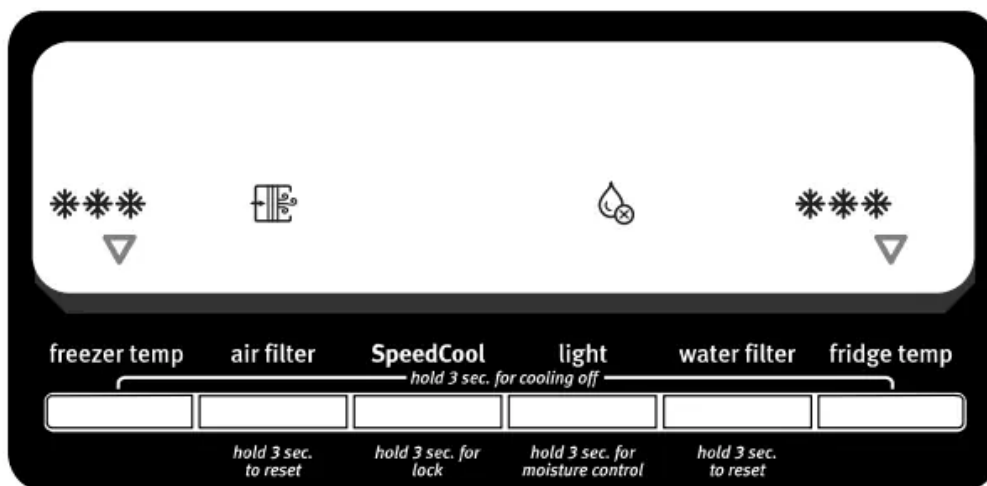 freezer temp air filter SpeedCool light water filter fridge temp
hold 3 sec. for cooling off
hold 3 sec. hold 3 sec. for hold 3 sec. for hold 3 sec.
to reset lock moisture control to reset